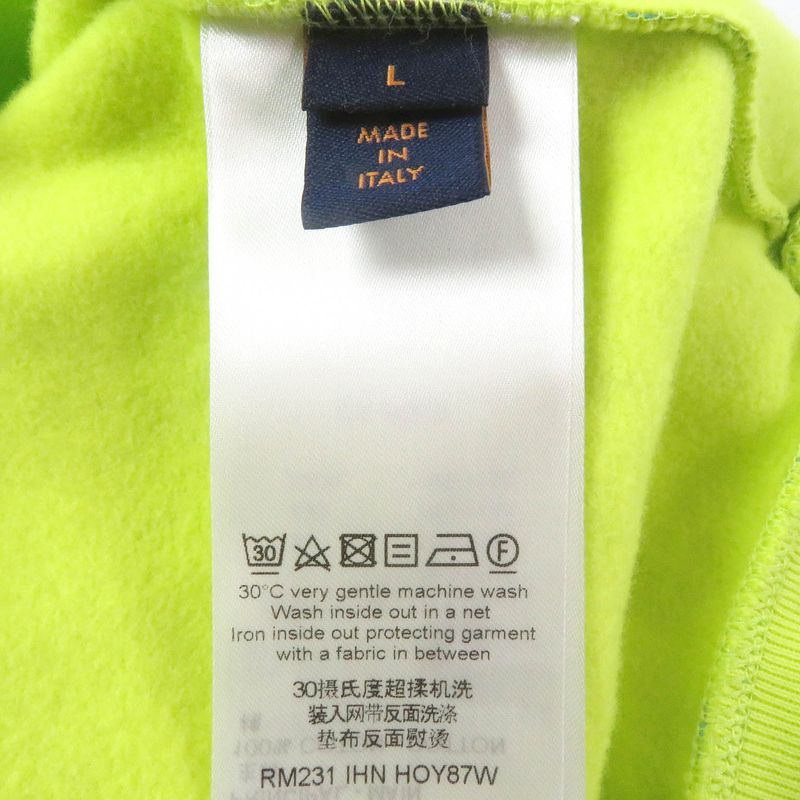 L
MADE
IN
ITALY
30
F
30°C very gentle machine wash
Wash inside out in a net
Iron inside out protecting garment
with a fabric in between
30摄氏度超揉机洗
装入网带反面洗涤
垫布反面熨烫
RM231 IHN HOY87W